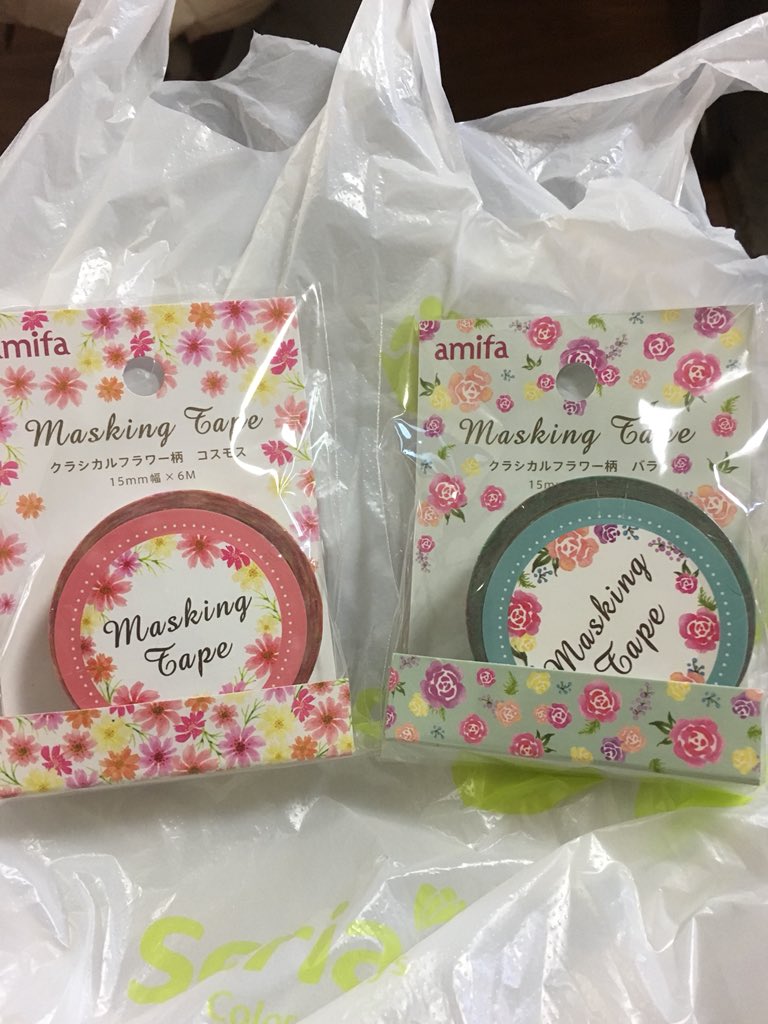 amifa
Masking Tape
クラシカルフラワー柄 コスモス
15mm幅×6M
Masking
Tape
amifa
Masking Tape
クラシカルフラワー柄 バラ
15m
Masking
Tape
Seria
Color